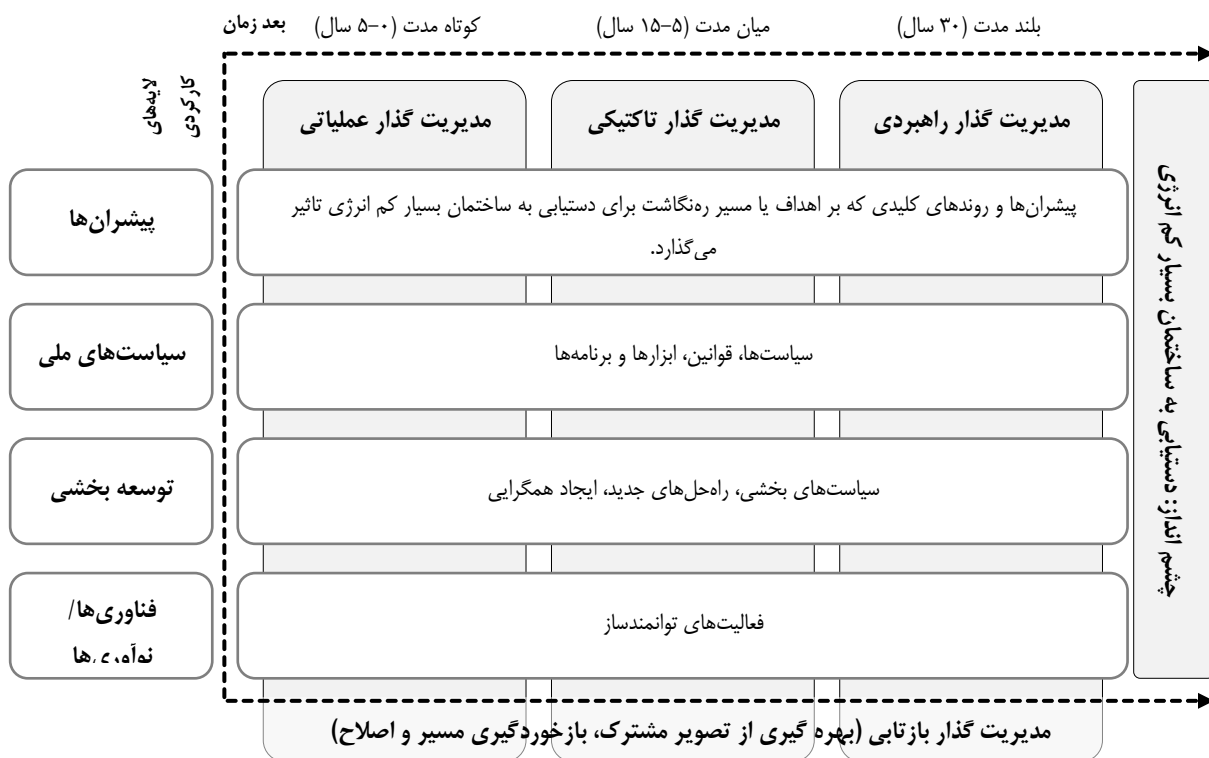 بعد زمان
کوتاه مدت (۰-۵ سال)
میان مدت (۵-۱۵ سال)
بلند مدت (۳۰ سال)
لایه‌های
کارکردی
مدیریت گذار عملیاتی
مدیریت گذار تاکتیکی
مدیریت گذار راهبردی
پیشران‌ها
پیشران‌ها و روندهای کلیدی که بر اهداف یا مسیر ره‌نگاشت برای دستیابی به ساختمان بسیار کم انرژی تاثیر
می‌گذارد.
سیاست‌های ملی
سیاست‌ها، قوانین، ابزارها و برنامه‌ها
توسعه بخشی
سیاست‌های بخشی، راه‌حل‌های جدید، ایجاد همگرایی
فناوری‌ها/
نوآوری‌ها
فعالیت‌های توانمندساز
چشم انداز: دستیابی به ساختمان بسیار کم انرژی
مدیریت گذار بازتابی (بهره گیری از تصویر مشترک، بازخوردگیری مسیر و اصلاح)